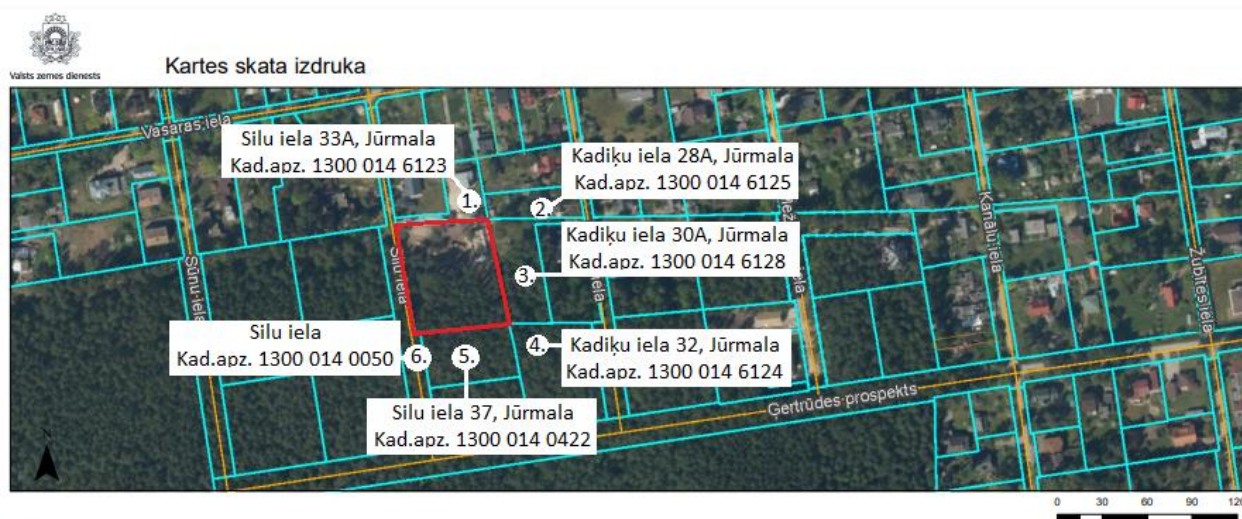 Valsts zemes dienests
Kartes skata izdruka
Vasaras iela
Silu iela 33A, Jūrmala
Kad.apz. 1300 014 6123
1.
Kadiķu iela 28A, Jūrmala
Kad.apz. 1300 014 6125
2.
Kadiķu iela 30A, Jūrmala
Kad.apz. 1300 014 6128
3.
Sūnu iela
Silu iela
iela
iela
Kanālu iela
Žubītes iela
Silu iela
Kad.apz. 1300 014 0050
6.
5.
4.
Kadiķu iela 32, Jūrmala
Kad.apz. 1300 014 6124
Silu iela 37, Jūrmala
Kad.apz. 1300 014 0422
Ģertrūdes prospekts
0 30 60 90 120